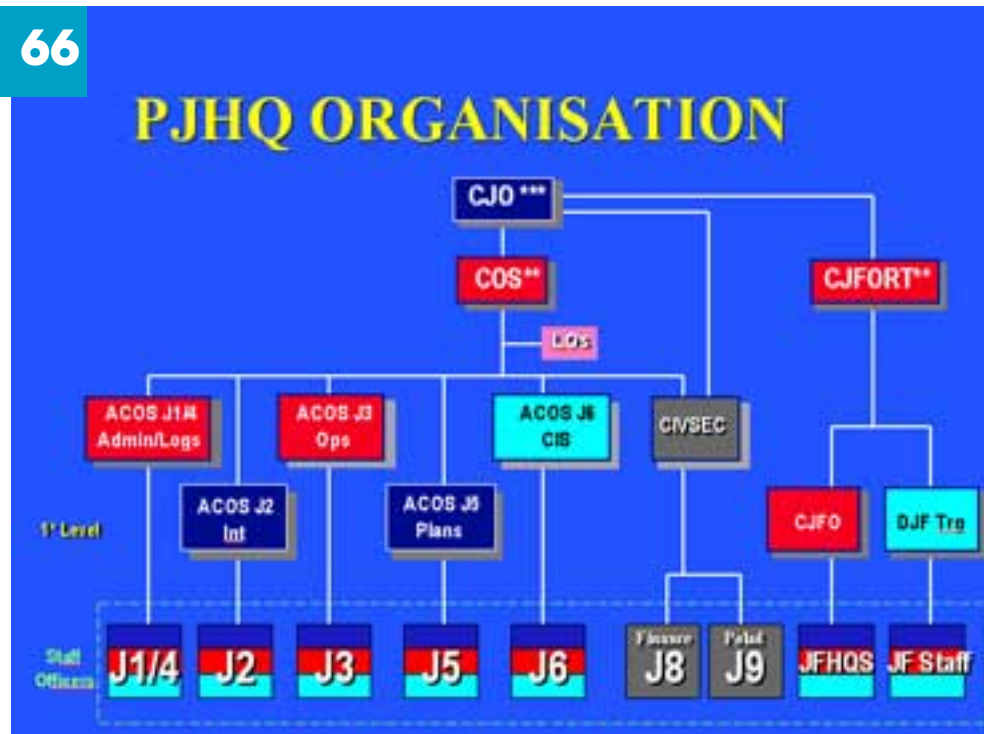 66
PJHQ ORGANISATION
CJO ***
COS**
CJFORT**
LO's
ACOS J1/4
Admin/Logs
ACOS J3
Ops
ACOS J6
CIS
CIVSEC
ACOS J2
Int
ACOS J5
Plans
CJFO
DJF Trg
1* Level
Staff
Officers
J1/4
J2
J3
J5
J6
Finance
J8
J9
JFHQS
JF Staff